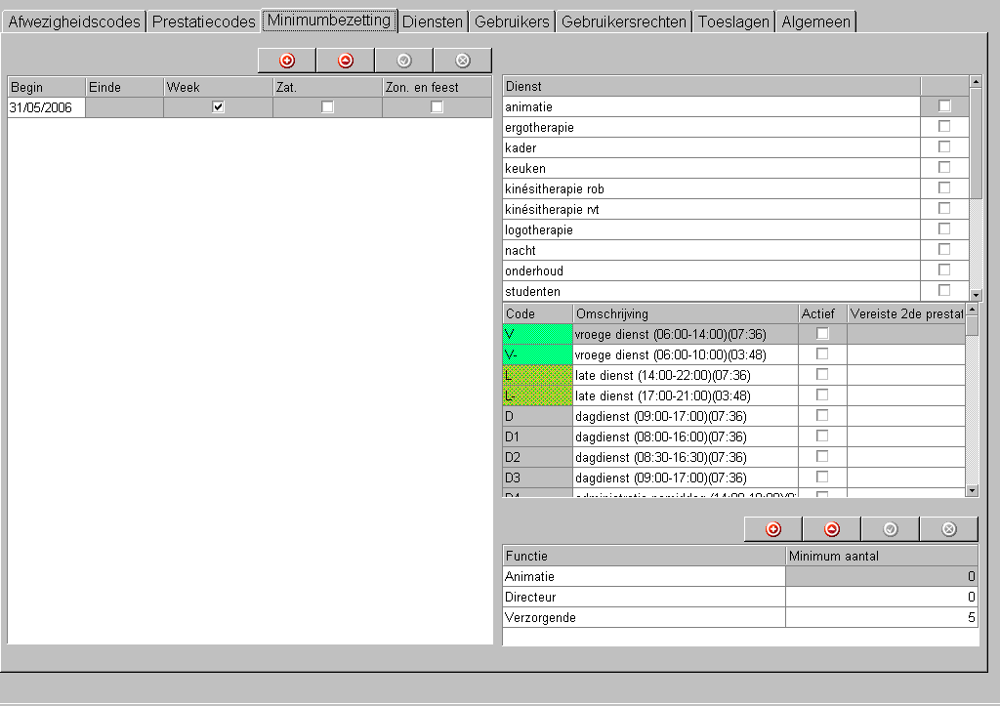 Afwezigheidscodes Prestatiecodes Minimumbezetting Diensten Gebruikers Gebruikersrechten Toeslagen Algemeen
Begin Einde Week Zat. Zon. en feest
31/05/2006
Dienst
animatie
ergotherapie
kader
keuken
kinésitherapie rob
kinésitherapie rvt
logotherapie
nacht
onderhoud
studenten
Code Omschrijving Actief Vereiste 2de prestat
V vroege dienst (06:00-14:00)(07:36)
V- vroege dienst (06:00-10:00)(03:48)
L late dienst (14:00-22:00)(07:36)
L- late dienst (17:00-21:00)(03:48)
D dagdienst (09:00-17:00)(07:36)
D1 dagdienst (08:00-16:00)(07:36)
D2 dagdienst (08:30-16:30)(07:36)
D3 dagdienst (09:00-17:00)(07:36)
D4 administratie namiddag
Functie Minimum aantal
Animatie 0
Directeur 0
Verzorgende 5